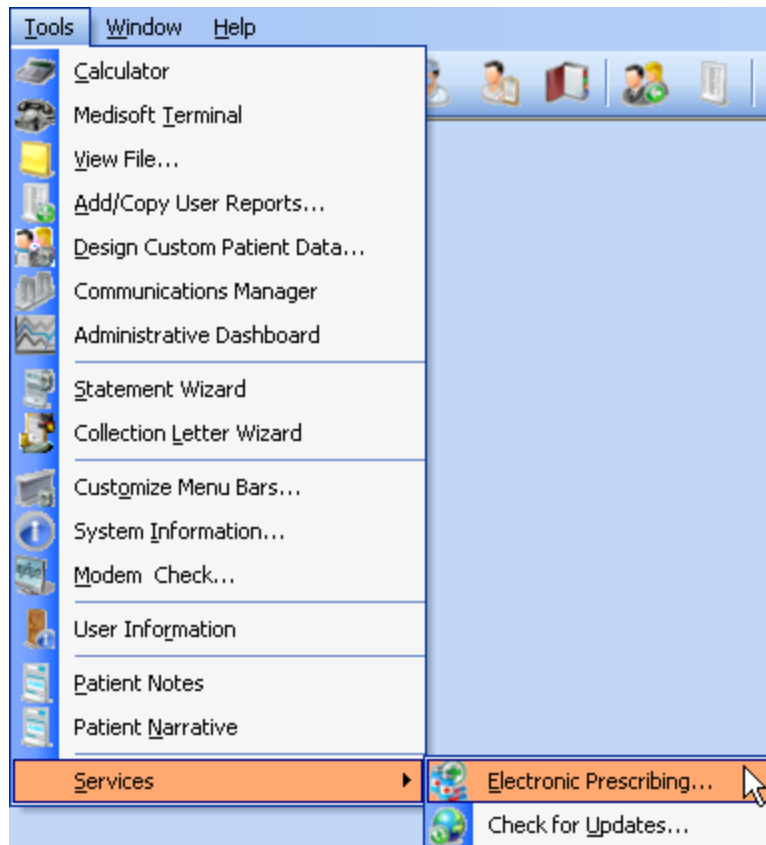 Tools Window Help
Calculator
Medisoft Terminal
View File...
Add/Copy User Reports...
Design Custom Patient Data...
Communications Manager
Administrative Dashboard
Statement Wizard
Collection Letter Wizard
Customize Menu Bars...
System Information...
Modem Check...
User Information
Patient Notes
Patient Narrative
Services Electronic Prescribing...
Check for Updates...